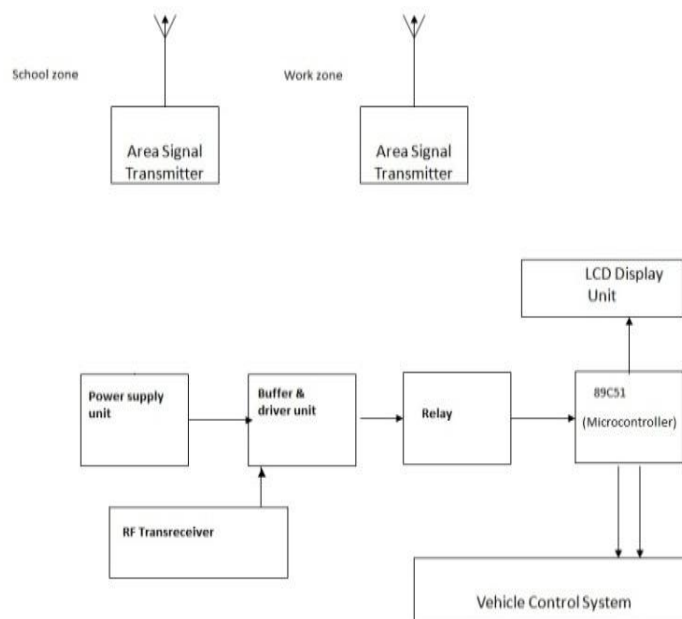 School zone
Work zone
Area Signal
Transmitter
Area Signal
Transmitter
LCD Display
Unit
Power supply
unit
Buffer &
driver unit
Relay
89C51
(Microcontroller)
RF Transreceiver
Vehicle Control System